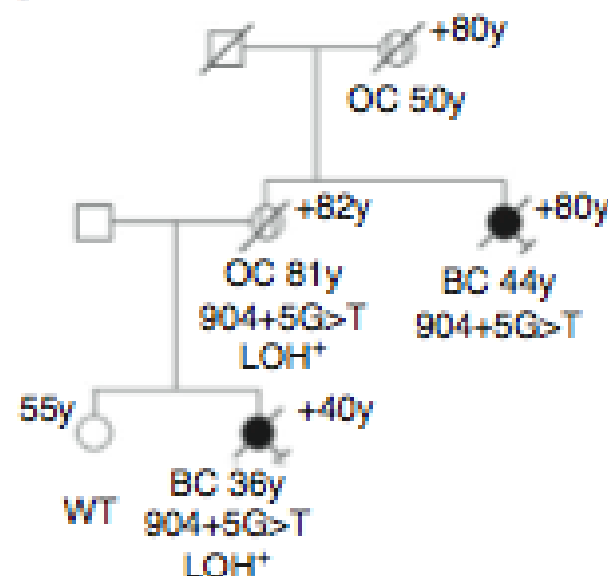 +80y
OC 50y
+82y
+80y
OC 81y
BC 44y
904+5G>T
904+5G>T
LOH⁺
55y
+40y
WT
BC 36y
904+5G>T
LOH⁺